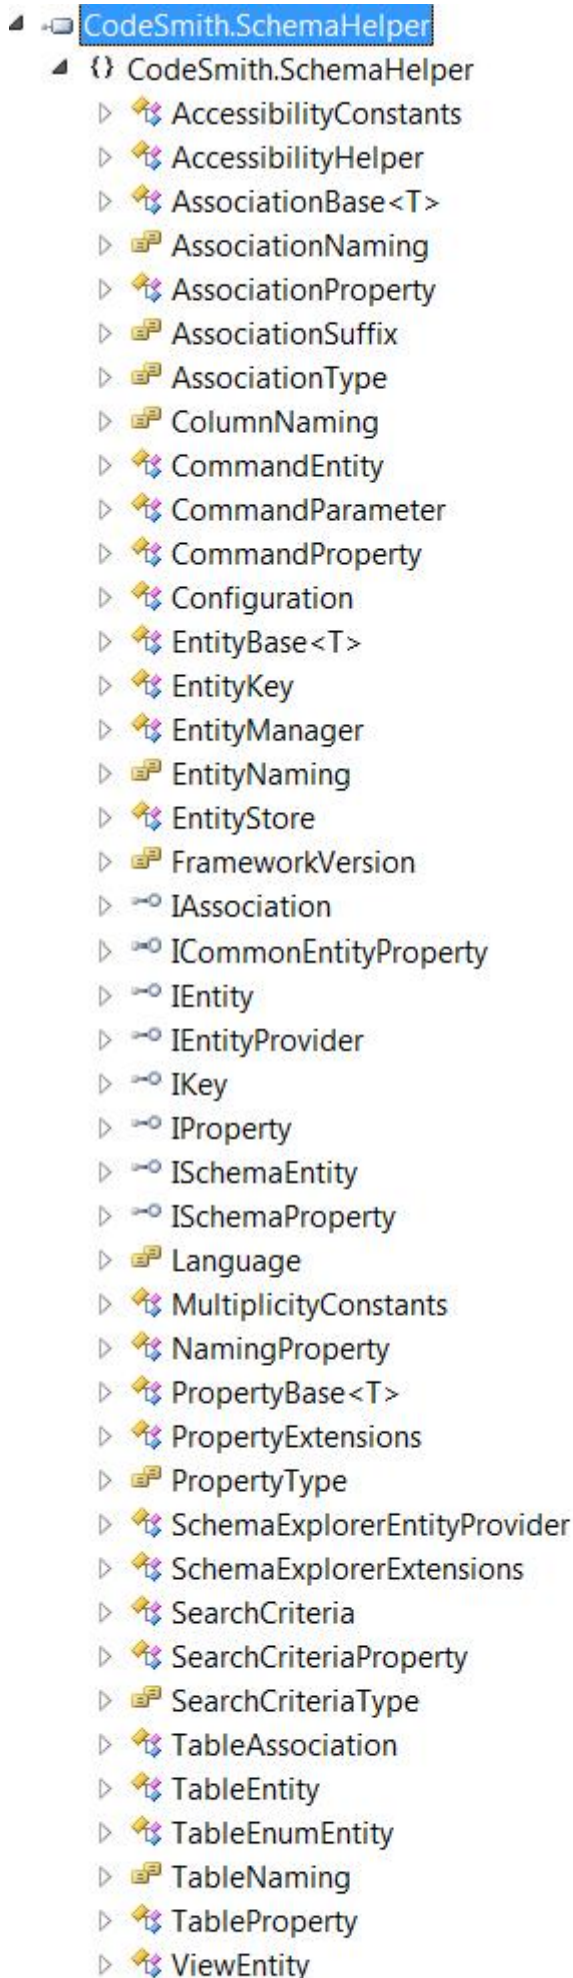 CodeSmith.SchemaHelper
{} CodeSmith.SchemaHelper
AccessibilityConstants
AccessibilityHelper
AssociationBase<T>
AssociationNaming
AssociationProperty
AssociationSuffix
AssociationType
ColumnNaming
CommandEntity
CommandParameter
CommandProperty
Configuration
EntityBase<T>
EntityKey
EntityManager
EntityNaming
EntityStore
FrameworkVersion
IAssociation
ICommonEntityProperty
IEntity
IEntityProvider
IKey
IProperty
ISchemaEntity
ISchemaProperty
Language
MultiplicityConstants
NamingProperty
PropertyBase<T>
PropertyExtensions
PropertyType
SchemaExplorerEntityProvider
SchemaExplorerExtensions
SearchCriteria
SearchCriteriaProperty
SearchCriteriaType
TableAssociation
TableEntity
TableEnumEntity
TableNaming
TableProperty
ViewEntity